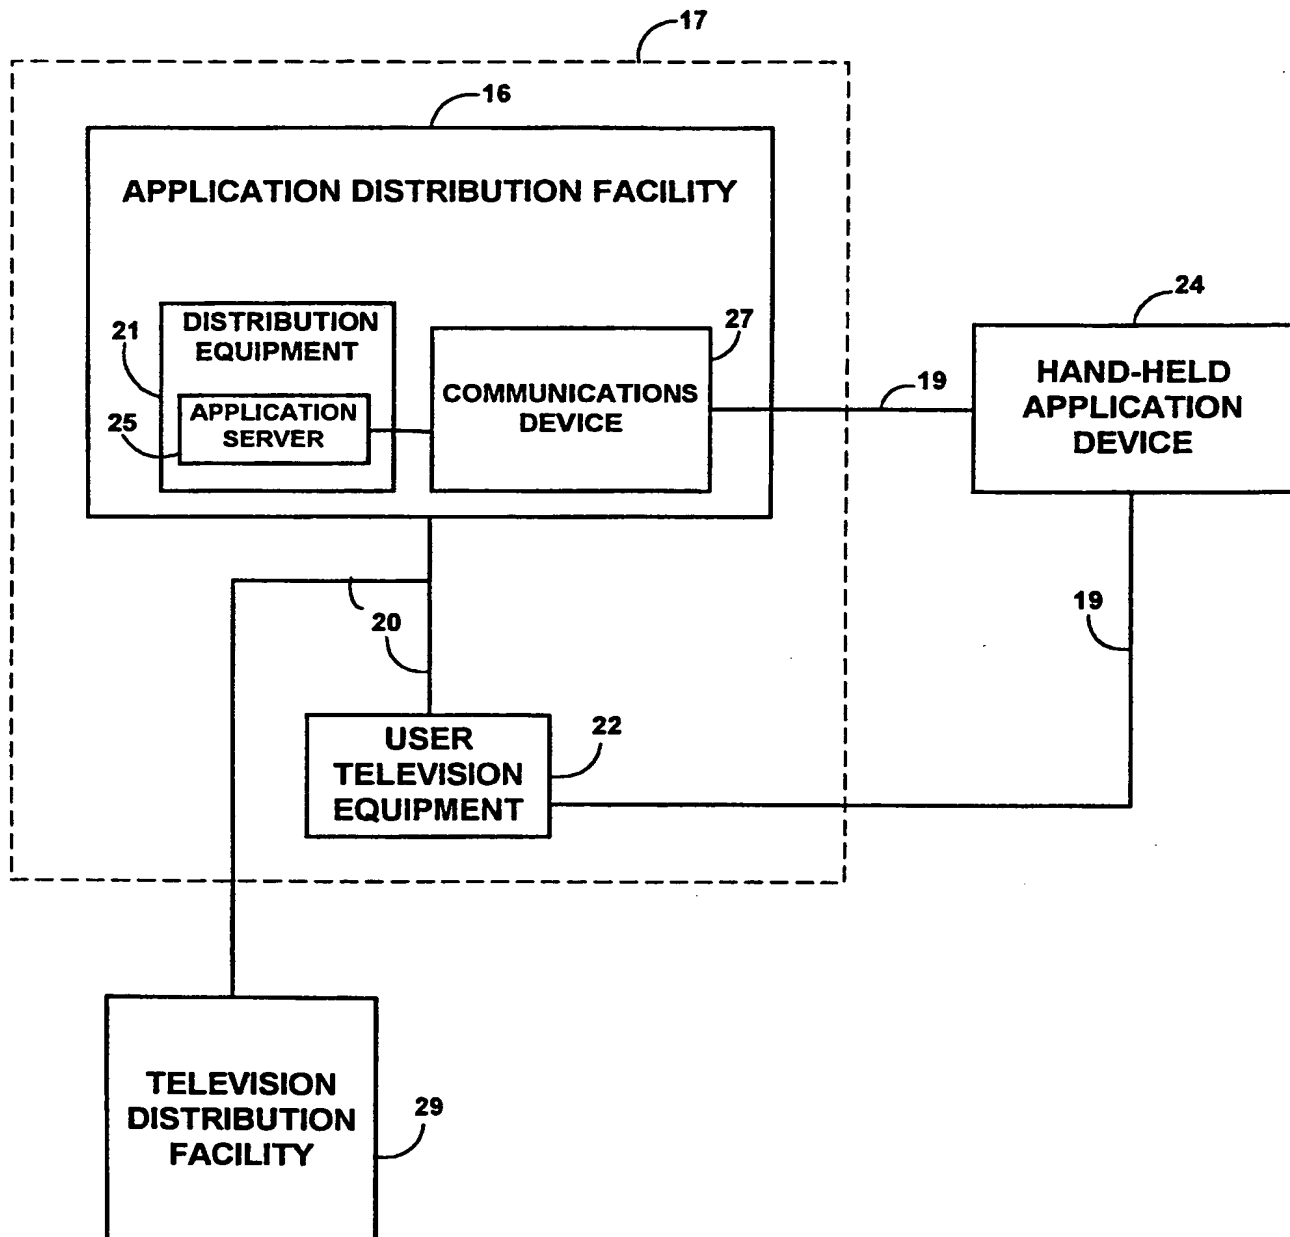 17
16
APPLICATION DISTRIBUTION FACILITY
24
21
DISTRIBUTION
EQUIPMENT
27
HAND-HELD
APPLICATION
DEVICE
19
COMMUNICATIONS
DEVICE
25
APPLICATION
SERVER
20
19
22
USER
TELEVISION
EQUIPMENT
TELEVISION
DISTRIBUTION
FACILITY
29